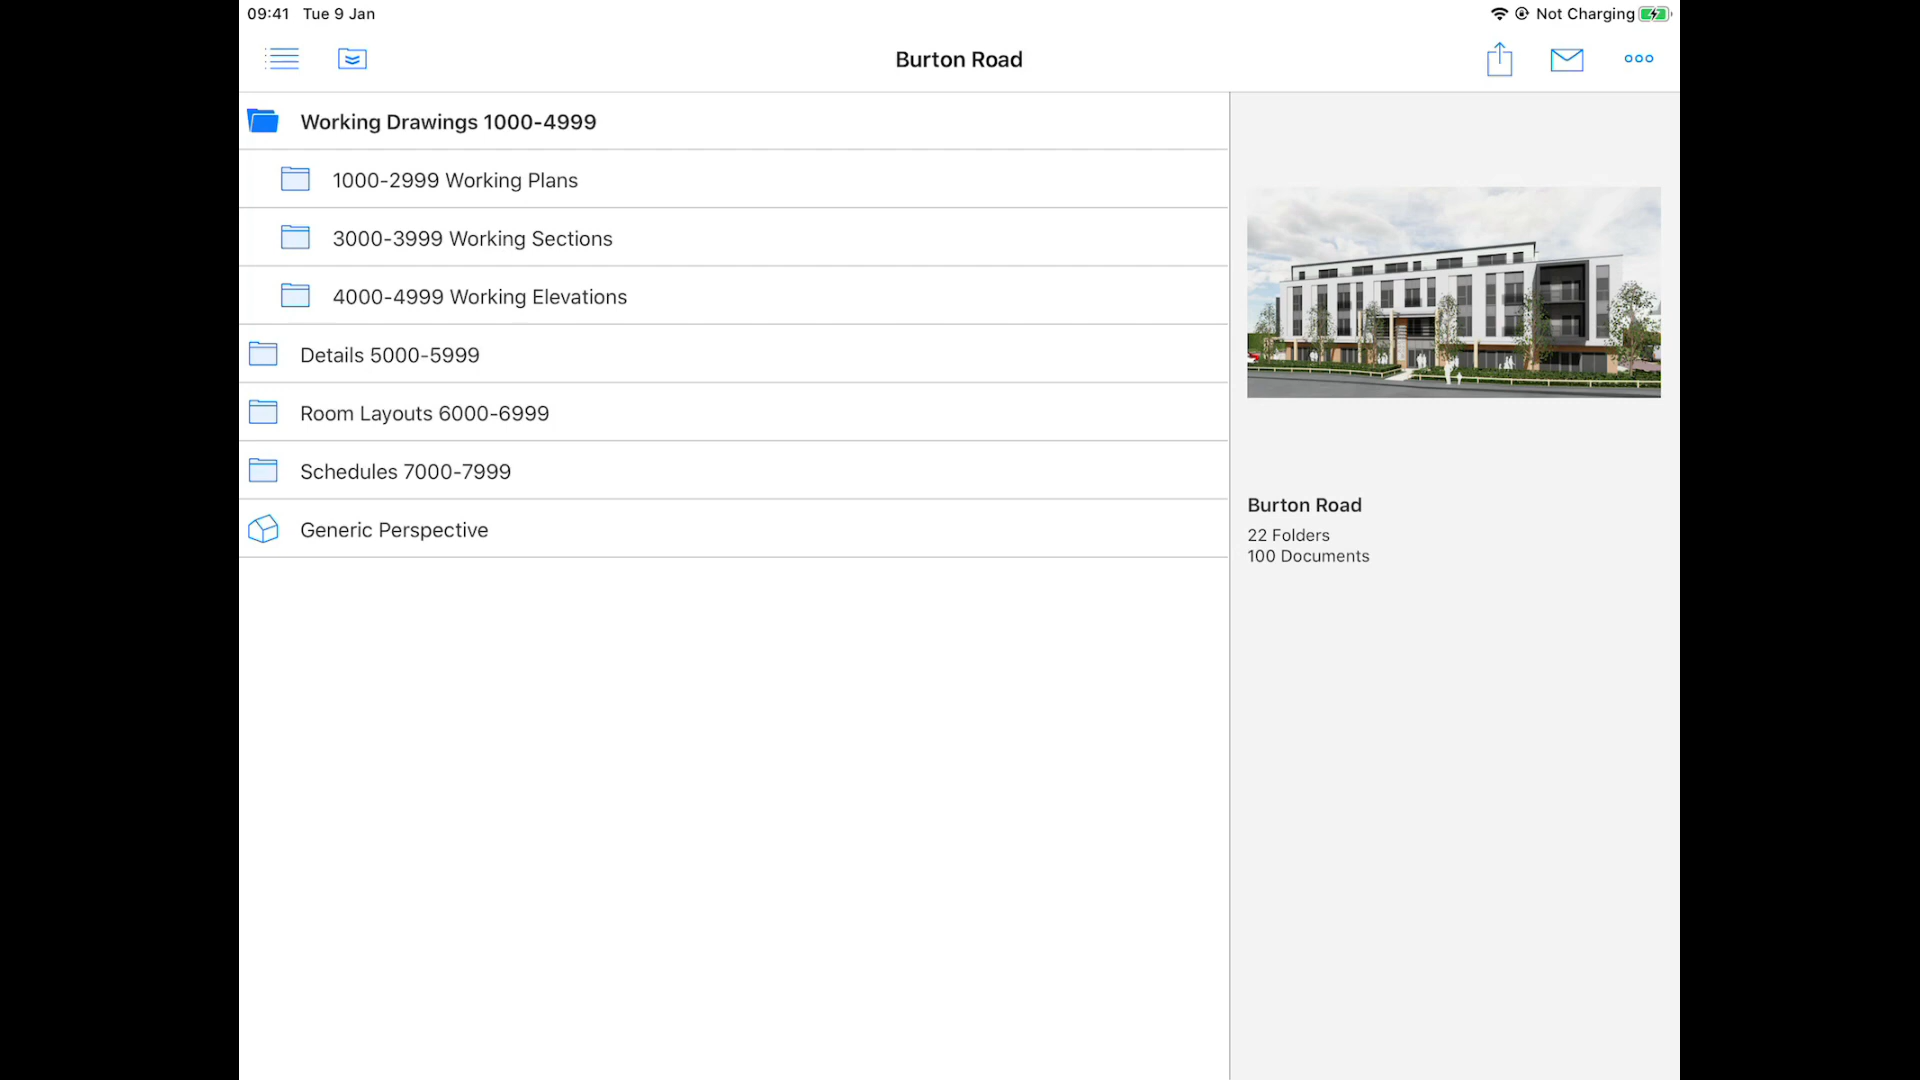 09:41 Tue 9 Jan
Not Charging
Burton Road
Working Drawings 1000-4999
1000-2999 Working Plans
3000-3999 Working Sections
4000-4999 Working Elevations
Details 5000-5999
Room Layouts 6000-6999
Schedules 7000-7999
Generic Perspective
Burton Road
22 Folders
100 Documents